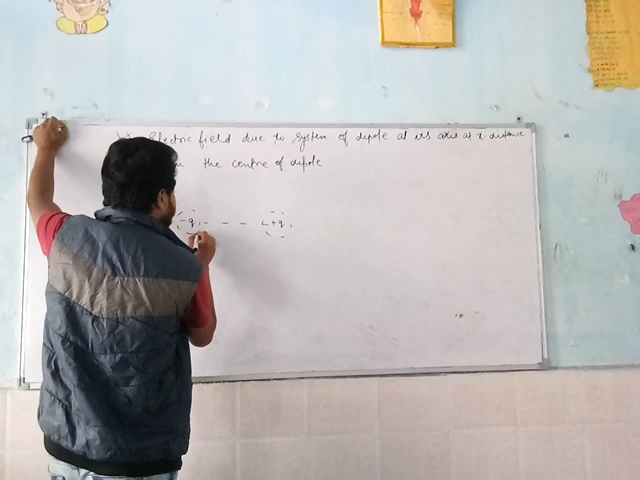 Electric field due to system of dipole at its axis at x distance
the centre of dipole
-q +q